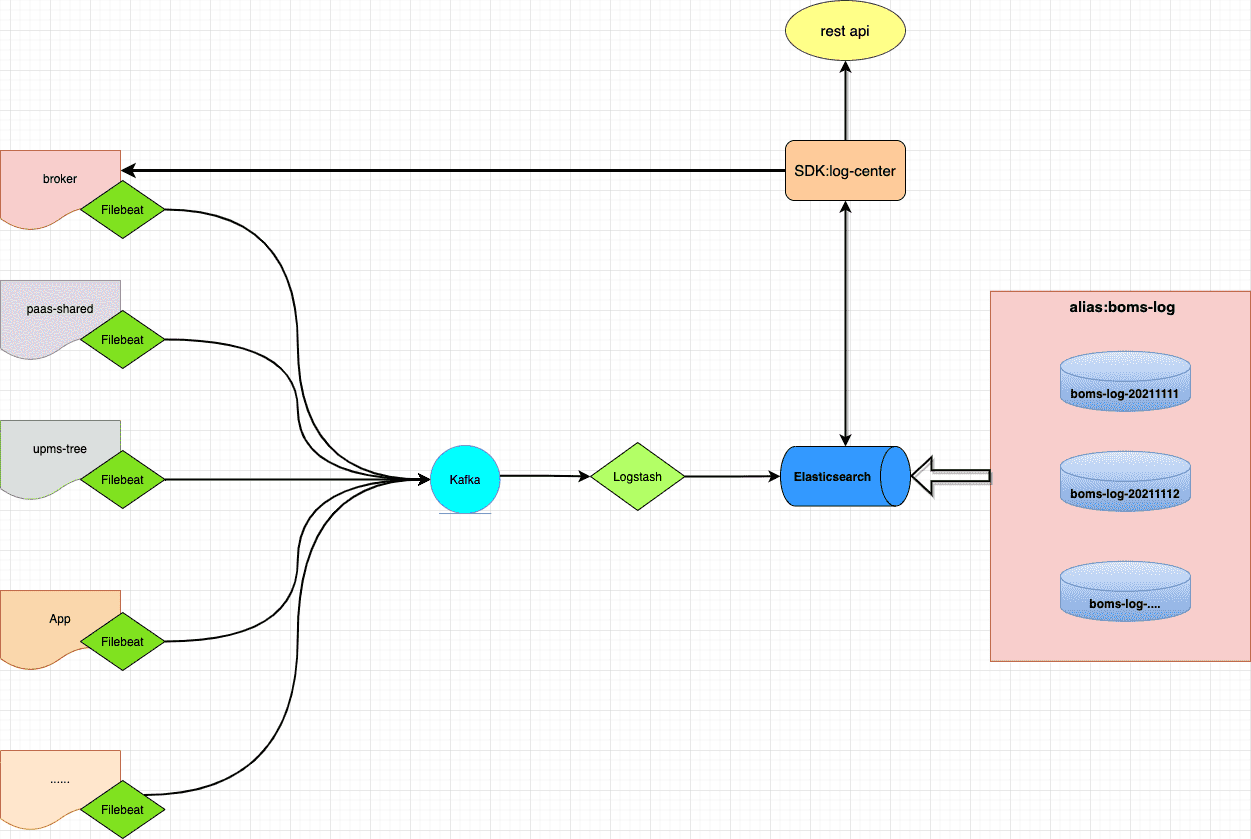 rest api
SDK:log-center
broker
Filebeat
paas-shared
Filebeat
upms-tree
Filebeat
App
Filebeat
......
Filebeat
Kafka
Logstash
Elasticsearch
alias:boms-log
boms-log-20211111
boms-log-20211112
boms-log-....